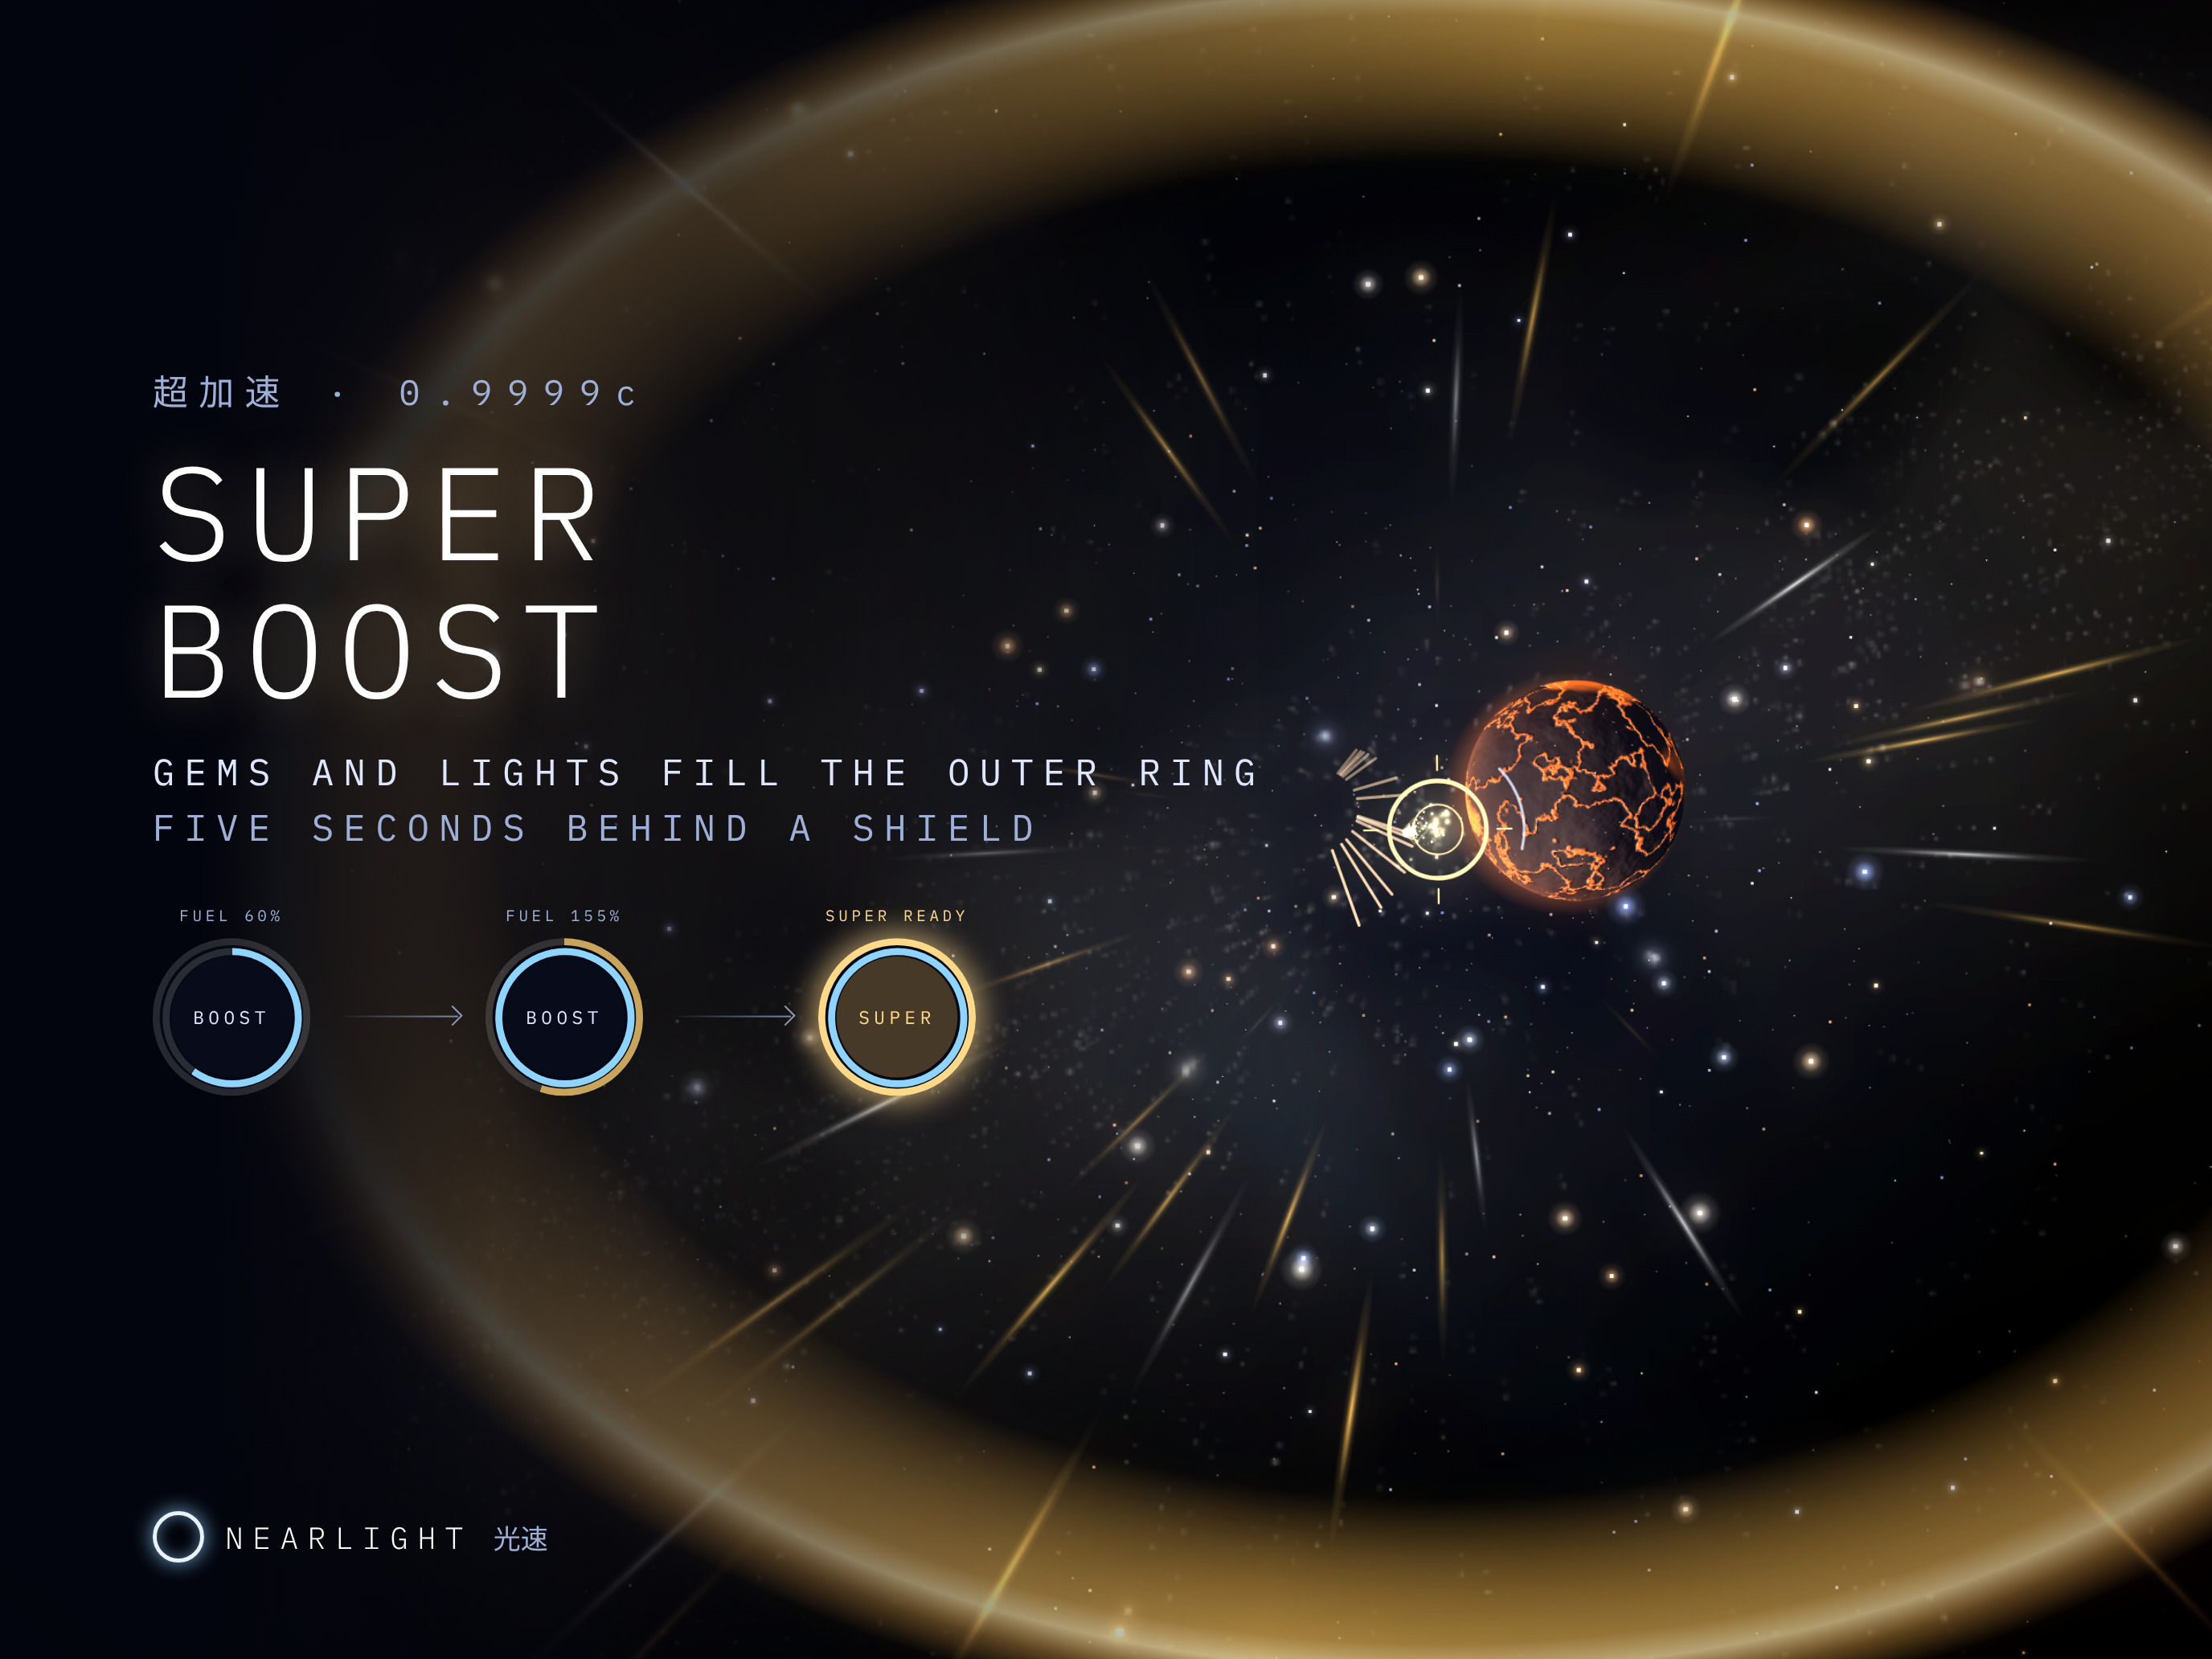 超加速 · 0.9999c
SUPER
BOOST
GEMS AND LIGHTS FILL THE OUTER RING
FIVE SECONDS BEHIND A SHIELD
FUEL 60%
FUEL 155%
SUPER READY
BOOST
BOOST
SUPER
NEARLIGHT 光速